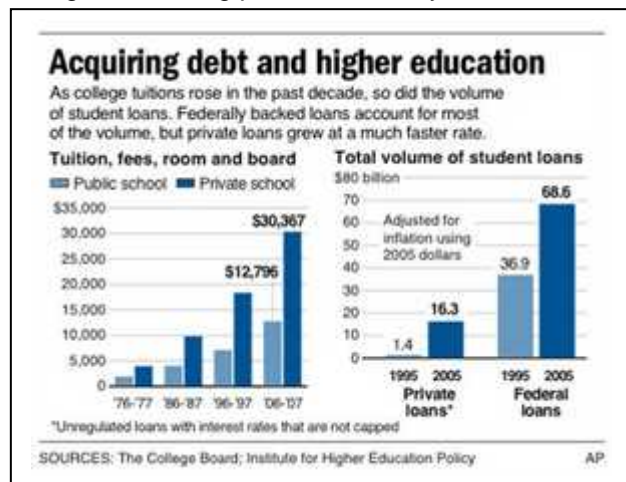 Acquiring debt and higher education
As college tuitions rose in the past decade, so did the volume
of student loans. Federally backed loans account for most
of the volume, but private loans grew at a much faster rate.
Tuition, fees, room and board
Public school Private school
$35,000
30,000
25,000
20,000
15,000
10,000
5,000
0
$30,367
$12,796
'76-'77 '86-'87 '96-'97 '06-'07
Total volume of student loans
$80 billion
70
60
50
40
30
20
10
0
Adjusted for
inflation using
2005 dollars
1.4
16.3
36.9
68.6
1995 2005 1995 2005
Private loans* Federal loans
*Unregulated loans with interest rates that are not capped
SOURCES: The College Board; Institute for Higher Education Policy AP